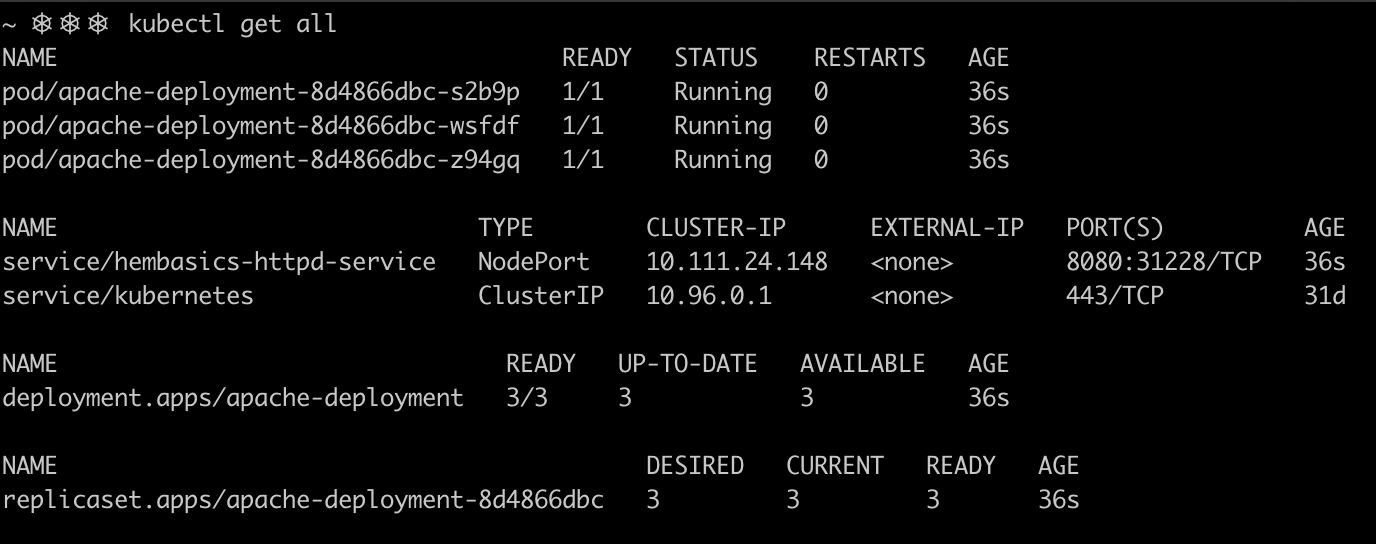 ~ ⎈⎈⎈ kubectl get all
NAME READY STATUS RESTARTS AGE
pod/apache-deployment-8d4866dbc-s2b9p 1/1 Running 0 36s
pod/apache-deployment-8d4866dbc-wsfdf 1/1 Running 0 36s
pod/apache-deployment-8d4866dbc-z94gq 1/1 Running 0 36s
NAME TYPE CLUSTER-IP EXTERNAL-IP PORT(S) AGE
service/hembasics-httpd-service NodePort 10.111.24.148 <none> 8080:31228/TCP 36s
service/kubernetes ClusterIP 10.96.0.1 <none> 443/TCP 31d
NAME READY UP-TO-DATE AVAILABLE AGE
deployment.apps/apache-deployment 3/3 3 3 36s
NAME DESIRED CURRENT READY AGE
replicaset.apps/apache-deployment-8d4866dbc 3 3 3 36s